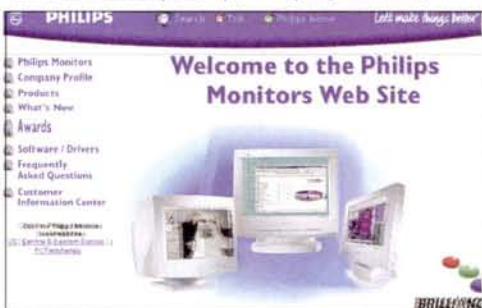 PHILIPS
Search Talk Philips Home
Let's make things better
Welcome to the Philips
Monitors Web Site
Philips Monitors
Company Profile
Products
What's New
Awards
Software / Drivers
Frequently
Asked Questions
Customer
Information Center